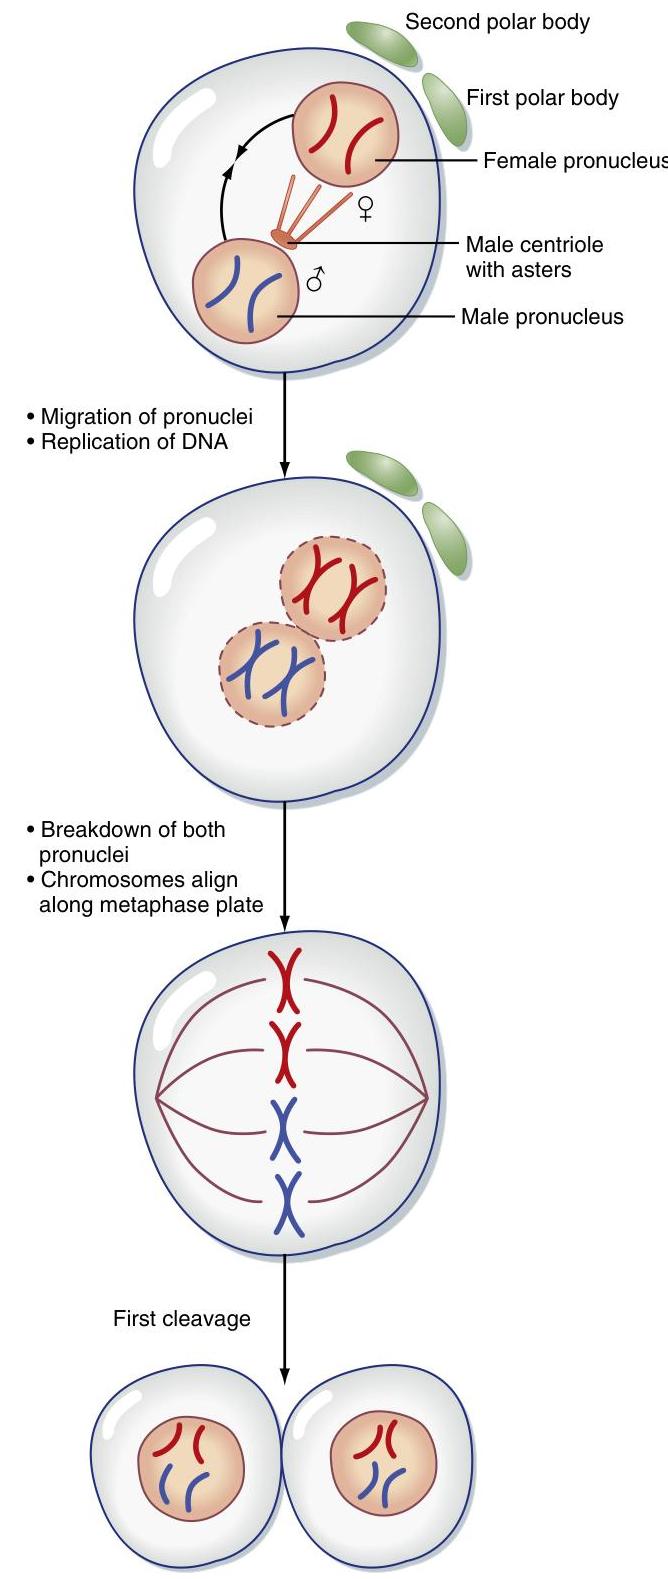 Second polar body
First polar body
Female pronucleus
♀
Male centriole
with asters
♂
Male pronucleus
• Migration of pronuclei
• Replication of DNA
• Breakdown of both
pronuclei
• Chromosomes align
along metaphase plate
First cleavage